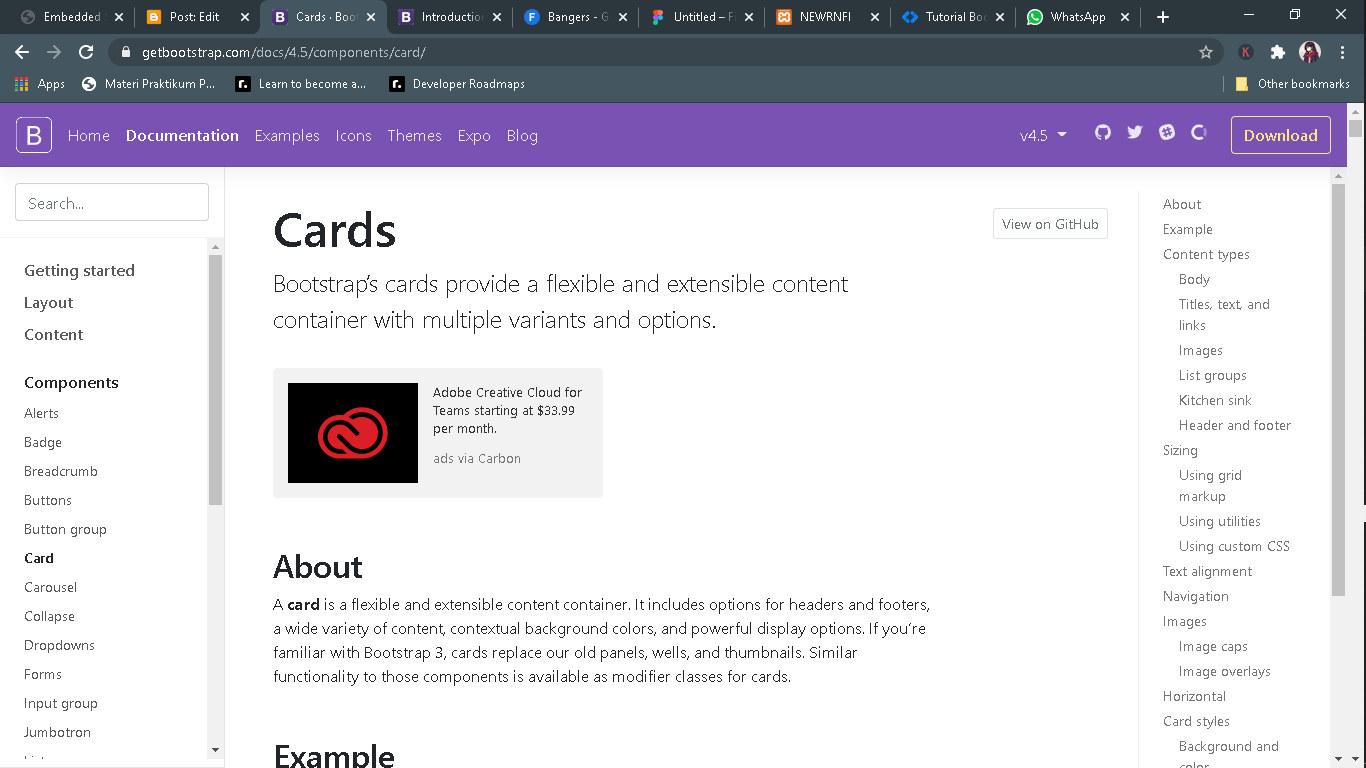 Embedded
Post: Edit
Cards · Boo
Introduction
Bangers - G
Untitled – F
NEWRNFI
Tutorial Boo
WhatsApp
getbootstrap.com/docs/4.5/components/card/
K
Apps
Materi Praktikum P...
r. Learn to become a...
r. Developer Roadmaps
Other bookmarks
B
Home
Documentation
Examples
Icons
Themes
Expo
Blog
v4.5
Download
Search...
Getting started
Layout
Content
Components
Alerts
Badge
Breadcrumb
Buttons
Button group
Card
Carousel
Collapse
Dropdowns
Forms
Input group
Jumbotron
Cards
View on GitHub
Bootstrap’s cards provide a flexible and extensible content
container with multiple variants and options.
Adobe Creative Cloud for
Teams starting at $33.99
per month.
ads via Carbon
About
A card is a flexible and extensible content container. It includes options for headers and footers,
a wide variety of content, contextual background colors, and powerful display options. If you’re
familiar with Bootstrap 3, cards replace our old panels, wells, and thumbnails. Similar
functionality to those components is available as modifier classes for cards.
Example
About
Example
Content types
Body
Titles, text, and
links
Images
List groups
Kitchen sink
Header and footer
Sizing
Using grid
markup
Using utilities
Using custom CSS
Text alignment
Navigation
Images
Image caps
Image overlays
Horizontal
Card styles
Background and
color